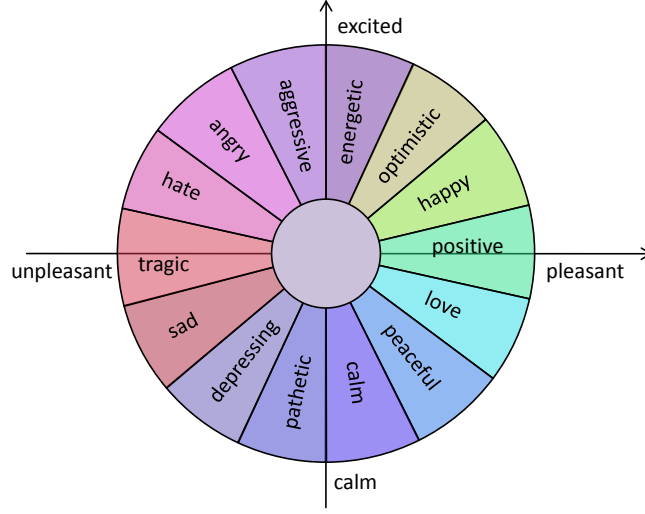 excited
aggressive
energetic
angry
optimistic
hate
happy
unpleasant
tragic
positive
pleasant
sad
love
depressing
peaceful
pathetic
calm
calm